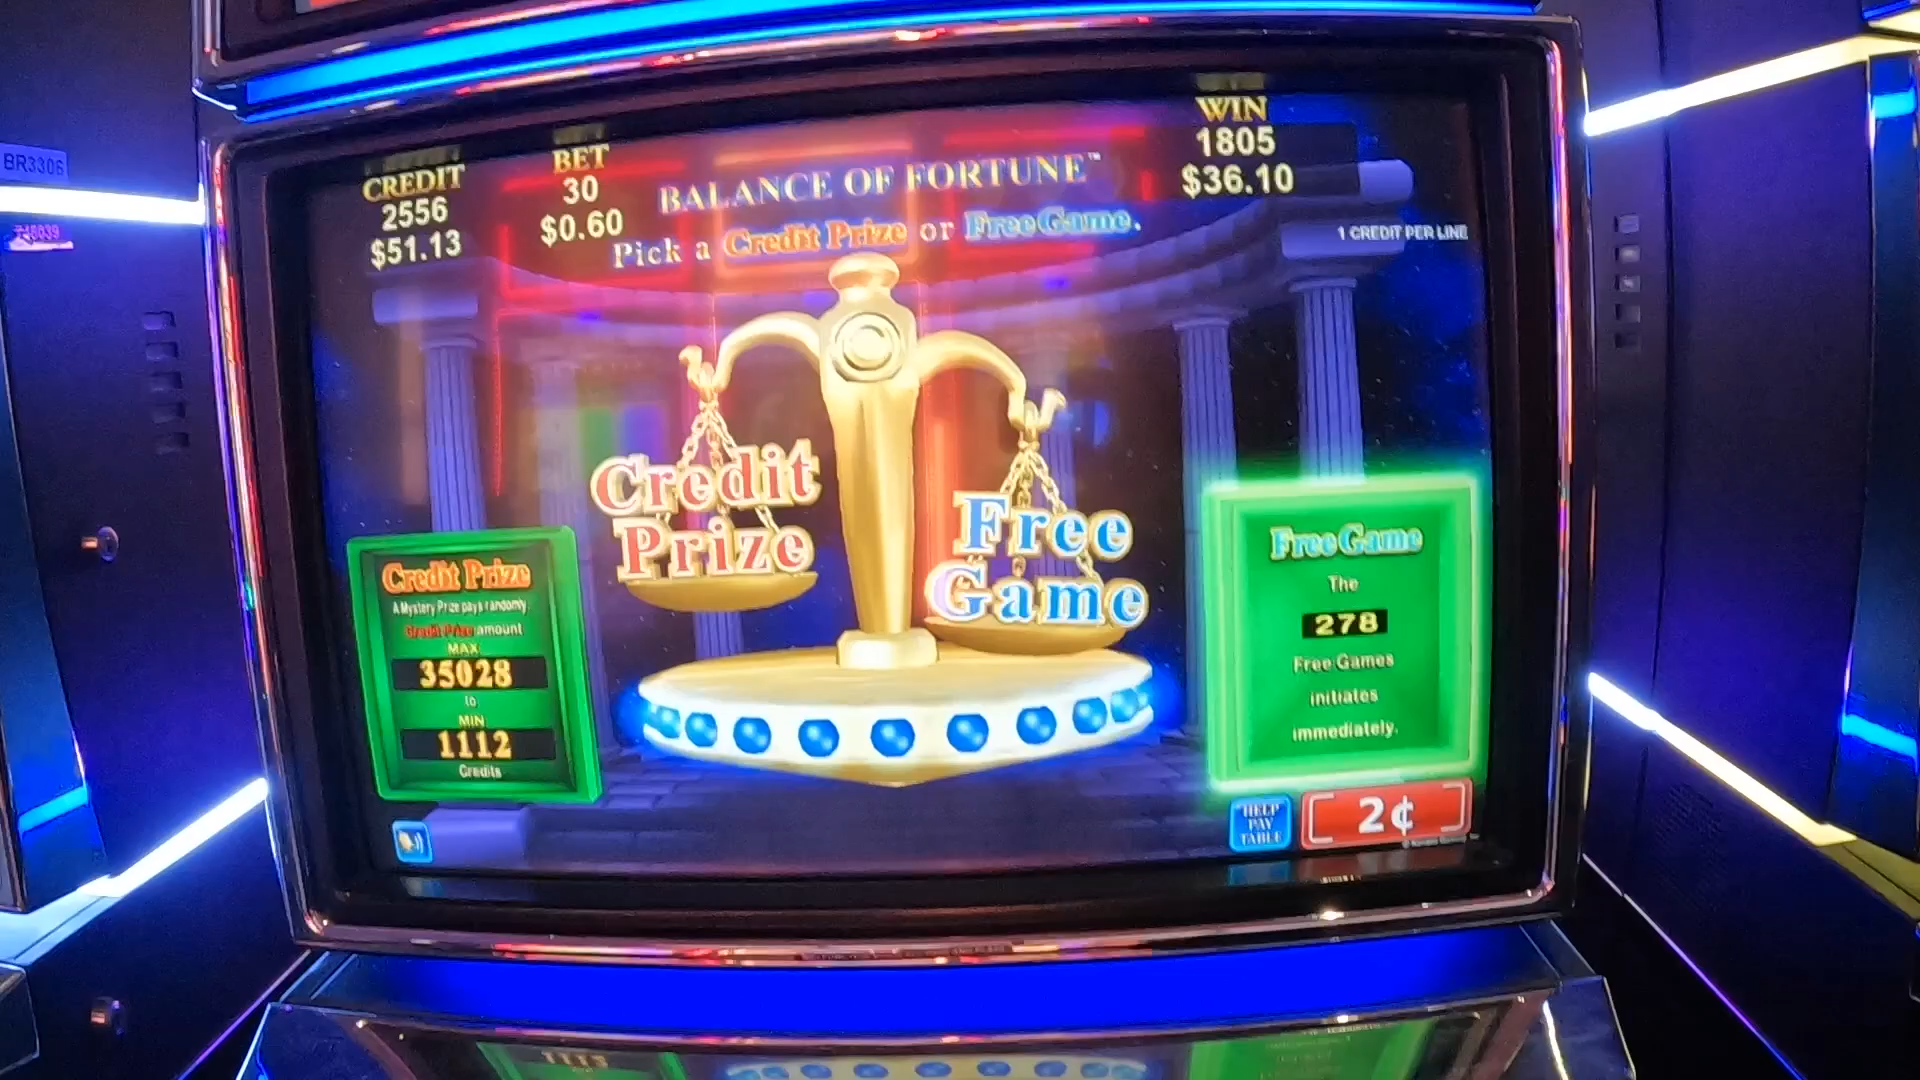 BR3306
CREDIT
2556
$51.13
BET
30
$0.60
BALANCE OF FORTUNE™
Pick a Credit Prize or Free Game.
WIN
1805
$36.10
1 CREDIT PER LINE
Credit
Prize
Free
Game
Credit Prize
A Mystery Prize pays randomly.
Credit Prize amount
MAX
35028
to
MIN
1112
Credits
Free Game
The
278
Free Games
initiates
immediately.
HELP
PAY
TABLE
2¢